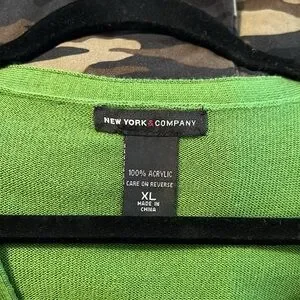 NEW YORK & COMPANY
100% ACRYLIC
CARE ON REVERSE
XL
MADE IN
CHINA